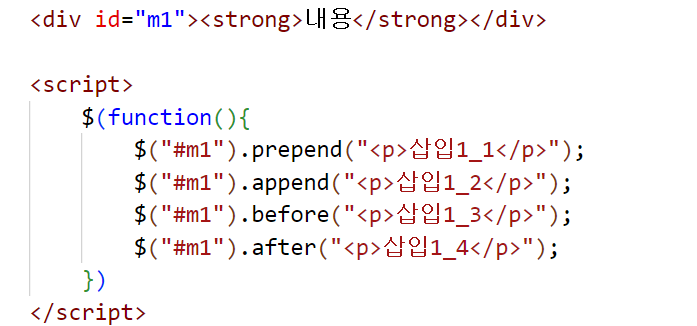 <div id="m1"><strong>내용</strong></div>
<script>
$(function(){
$("#m1").prepend("<p>삽입1_1</p>");
$("#m1").append("<p>삽입1_2</p>");
$("#m1").before("<p>삽입1_3</p>");
$("#m1").after("<p>삽입1_4</p>");
})
</script>